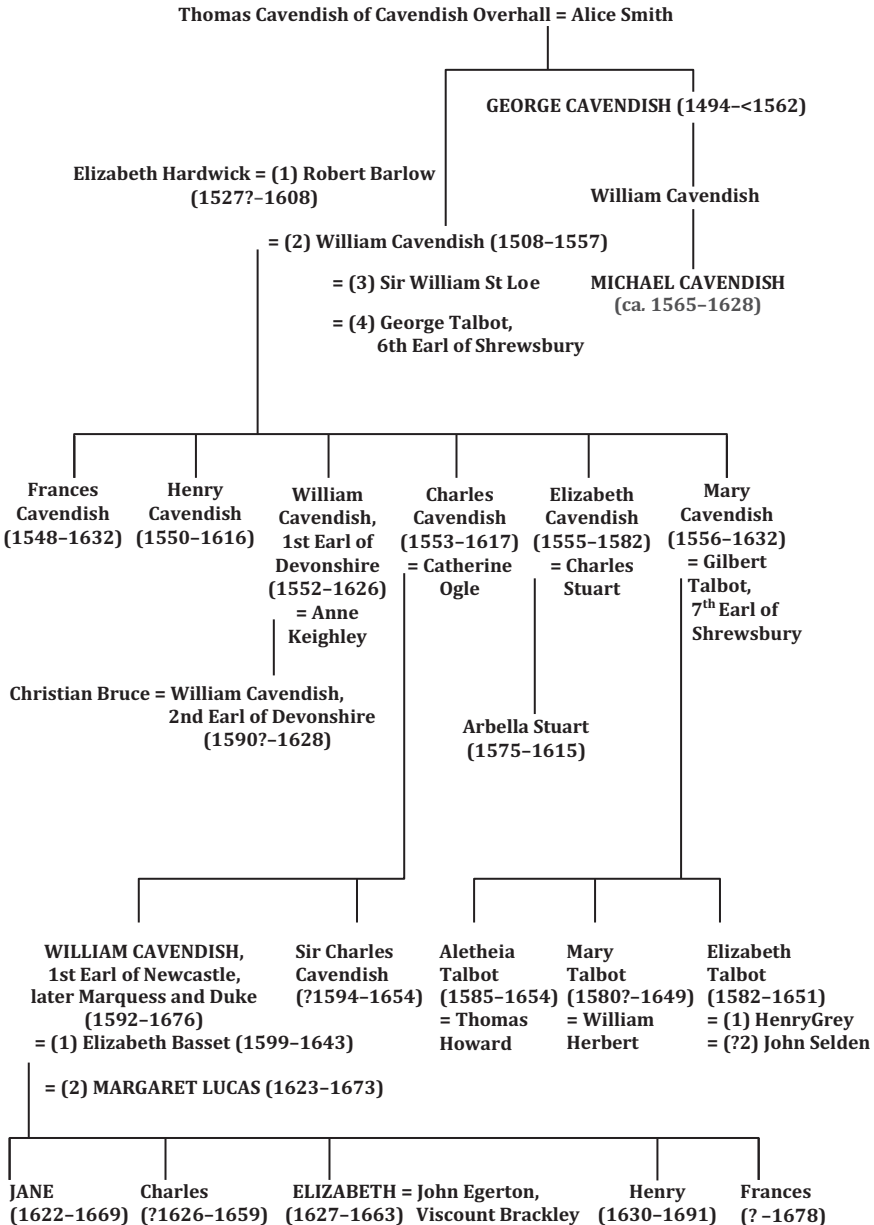 Thomas Cavendish of Cavendish Overhall = Alice Smith
GEORGE CAVENDISH (1494–<1562)
Elizabeth Hardwick = (1) Robert Barlow
(1527?–1608)
William Cavendish
= (2) William Cavendish (1508–1557)
= (3) Sir William St Loe
= (4) George Talbot,
6th Earl of Shrewsbury
MICHAEL CAVENDISH
(ca. 1565–1628)
Frances
Cavendish
(1548–1632)
Henry
Cavendish
(1550–1616)
William
Cavendish,
1st Earl of
Devonshire
(1552–1626)
= Anne
Keighley
Charles
Cavendish
(1553–1617)
= Catherine
Ogle
Elizabeth
Cavendish
(1555–1582)
= Charles
Stuart
Mary
Cavendish
(1556–1632)
= Gilbert
Talbot,
7th Earl of
Shrewsbury
Christian Bruce = William Cavendish,
2nd Earl of Devonshire
(1590?–1628)
Arbella Stuart
(1575–1615)
WILLIAM CAVENDISH,
1st Earl of Newcastle,
later Marquess and Duke
(1592–1676)
= (1) Elizabeth Basset (1599–1643)
= (2) MARGARET LUCAS (1623–1673)
Sir Charles
Cavendish
(?1594–1654)
Aletheia
Talbot
(1585–1654)
= Thomas
Howard
Mary
Talbot
(1580?–1649)
= William
Herbert
Elizabeth
Talbot
(1582–1651)
= (1) HenryGrey
= (?2) John Selden
JANE
(1622–1669)
Charles
(?1626–1659)
ELIZABETH = John Egerton,
(1627–1663) Viscount Brackley
Henry
(1630–1691)
Frances
(? –1678)